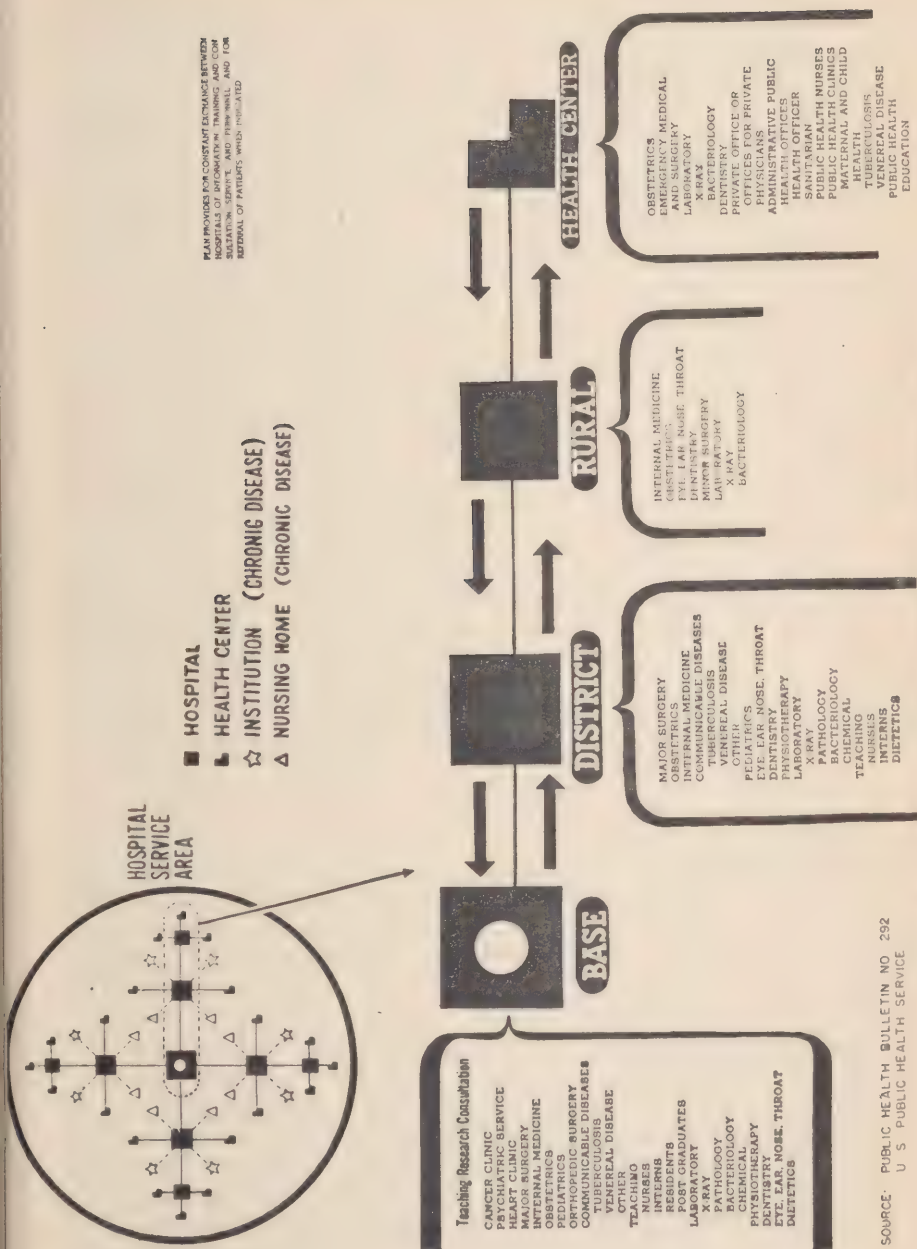 PLAN PROVIDES FOR CONSTANT EXCHANGE BETWEEN
HOSPITALS OF INFORMATION TRAINING AND CON
SULTATION SERVICE AND PERSONNEL AND FOR
REFERRAL OF PATIENTS WHEN INDICATED
HOSPITAL
SERVICE
AREA
HOSPITAL
HEALTH CENTER
INSTITUTION (CHRONIC DISEASE)
NURSING HOME (CHRONIC DISEASE)
BASE
DISTRICT
RURAL
HEALTH CENTER
Teaching Research Consultation
CANCER CLINIC
PSYCHIATRIC SERVICE
HEART CLINIC
MAJOR SURGERY
INTERNAL MEDICINE
OBSTETRICS
PEDIATRICS
ORTHOPEDIC SURGERY
COMMUNICABLE DISEASES
TUBERCULOSIS
VENEREAL DISEASE
OTHER
TEACHING
NURSES
INTERNS
RESIDENTS
POST GRADUATES
LABORATORY
X-RAY
PATHOLOGY
BACTERIOLOGY
CHEMICAL
PHYSIOTHERAPY
DENTISTRY
EYE, EAR, NOSE, THROAT
DIETETICS
MAJOR SURGERY
OBSTETRICS
INTERNAL MEDICINE
COMMUNICABLE DISEASES
TUBERCULOSIS
VENEREAL DISEASE
OTHER
PEDIATRICS
EYE, EAR, NOSE, THROAT
DENTISTRY
PHYSIOTHERAPY
LABORATORY
X RAY
PATHOLOGY
BACTERIOLOGY
CHEMICAL
TEACHING
NURSES
INTERNS
DIETETICS
INTERNAL MEDICINE
OBSTETRICS
EYE, EAR NOSE THROAT
DENTISTRY
MINOR SURGERY
LABORATORY
X RAY
BACTERIOLOGY
OBSTETRICS
EMERGENCY MEDICAL
AND SURGERY
LABORATORY
X-RAY
BACTERIOLOGY
DENTISTRY
PRIVATE OFFICE OR
OFFICES FOR PRIVATE
PHYSICIANS
ADMINISTRATIVE PUBLIC
HEALTH OFFICES
HEALTH OFFICER
SANITARIAN
PUBLIC HEALTH NURSES
PUBLIC HEALTH CLINICS
MATERNAL AND CHILD
HEALTH
TUBERCULOSIS
VENEREAL DISEASE
PUBLIC HEALTH
EDUCATION
SOURCE: PUBLIC HEALTH BULLETIN NO 292
U S PUBLIC HEALTH SERVICE